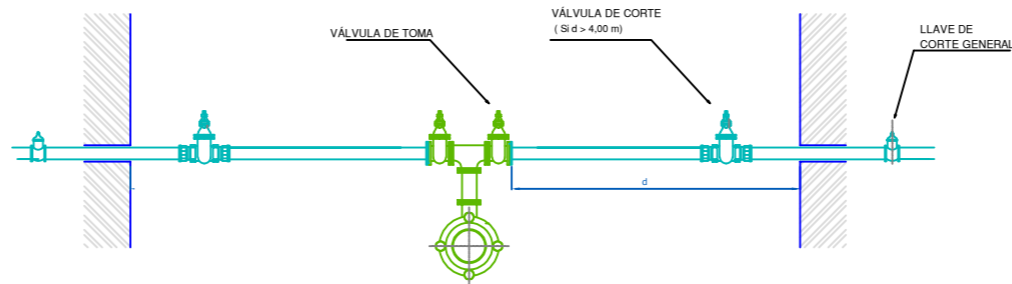 VÁLVULA DE TOMA
VÁLVULA DE CORTE
( Si d > 4,00 m)
LLAVE DE
CORTE GENERAL
d